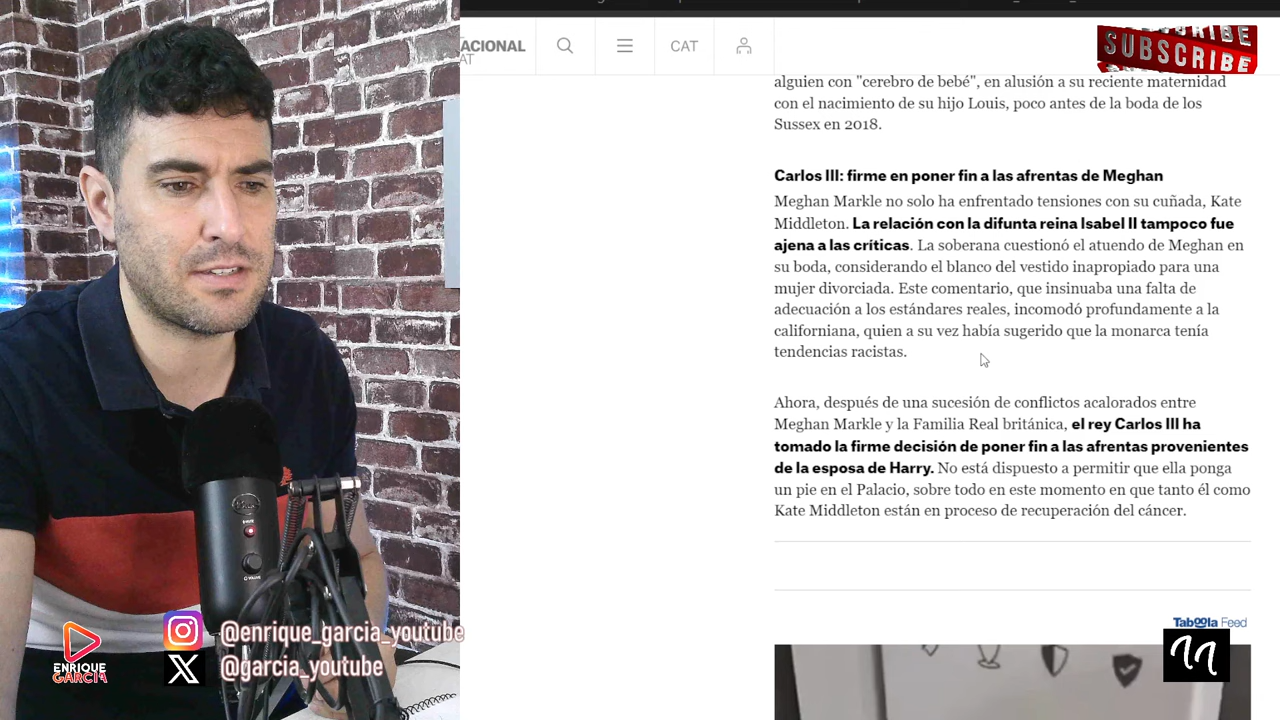 ACIONAL
AT
CAT
SUBSCRIBE
SUBSCRIBE
alguien con "cerebro de bebé", en alusión a su reciente maternidad
con el nacimiento de su hijo Louis, poco antes de la boda de los
Sussex en 2018.
Carlos III: firme en poner fin a las afrentas de Meghan
Meghan Markle no solo ha enfrentado tensiones con su cuñada, Kate
Middleton. La relación con la difunta reina Isabel II tampoco fue
ajena a las críticas. La soberana cuestionó el atuendo de Meghan en
su boda, considerando el blanco del vestido inapropiado para una
mujer divorciada. Este comentario, que insinuaba una falta de
adecuación a los estándares reales, incomodó profundamente a la
californiana, quien a su vez había sugerido que la monarca tenía
tendencias racistas.
Ahora, después de una sucesión de conflictos acalorados entre
Meghan Markle y la Familia Real británica, el rey Carlos III ha
tomado la firme decisión de poner fin a las afrentas provenientes
de la esposa de Harry. No está dispuesto a permitir que ella ponga
un pie en el Palacio, sobre todo en este momento en que tanto él como
Kate Middleton están en proceso de recuperación del cáncer.
Taboola Feed
ENRIQUE
GARCIA
@enrique_garcia_youtube
@garcia_youtube